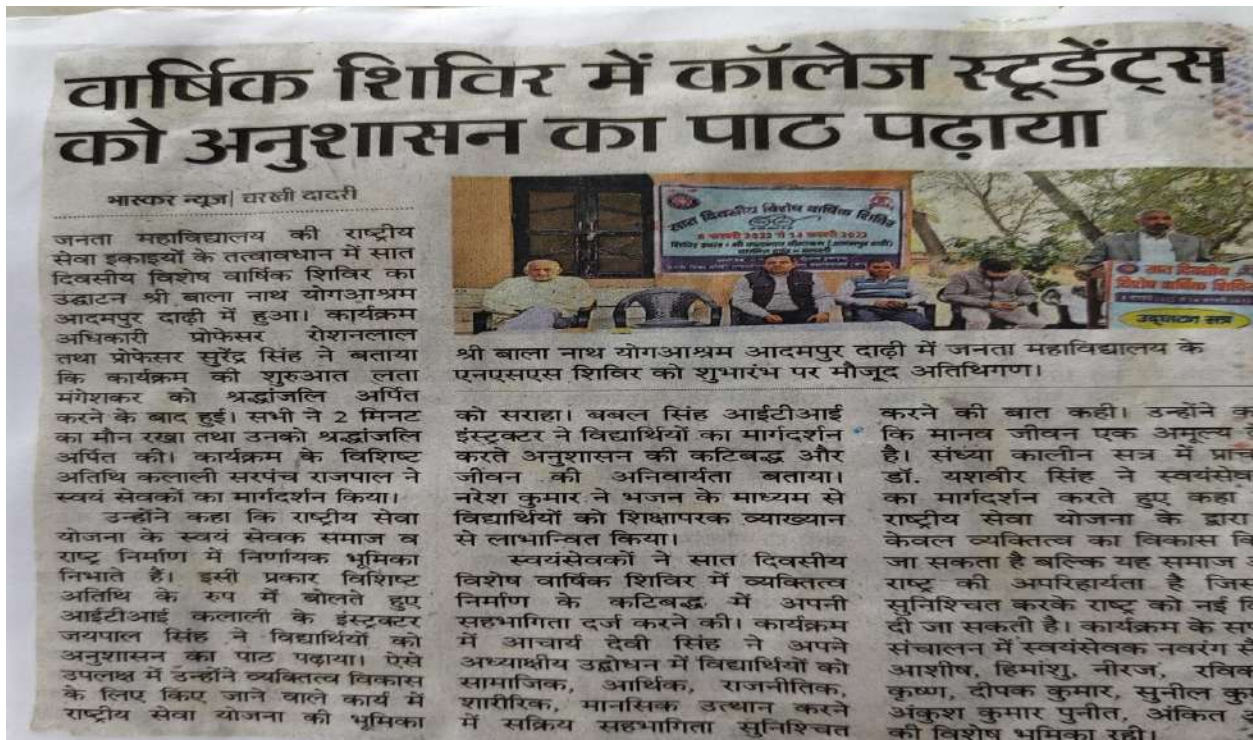 वार्षिक शिविर में कॉलेज स्टूडेंट्स
को अनुशासन का पाठ पढ़ाया
भास्कर न्यूज| चरखी दादरी
जनता महाविद्यालय की राष्ट्रीय
सेवा इकाइयों के तत्वावधान में सात
दिवसीय विशेष वार्षिक शिविर का
उद्घाटन श्री बाला नाथ योगआश्रम
आदमपुर दाढ़ी में हुआ। कार्यक्रम
अधिकारी प्रोफेसर रोशनलाल
तथा प्रोफेसर सुरेंद्र सिंह ने बताया
कि कार्यक्रम की शुरुआत लता
मंगेशकर को श्रद्धांजलि अर्पित
करने के बाद हुई। सभी ने 2 मिनट
का मौन रखा तथा उनको श्रद्धांजलि
अर्पित की। कार्यक्रम के विशिष्ट
अतिथि कलाली सरपंच राजपाल ने
स्वयं सेवकों का मार्गदर्शन किया।
उन्होंने कहा कि राष्ट्रीय सेवा
योजना के स्वयं सेवक समाज व
राष्ट्र निर्माण में निर्णायक भूमिका
निभाते हैं। इसी प्रकार विशिष्ट
अतिथि के रुप में बोलते हुए
आईटीआई कलाली के इंस्ट्रक्टर
जयपाल सिंह ने विद्यार्थियों को
अनुशासन का पाठ पढ़ाया। ऐसे
उपलक्ष में उन्होंने व्यक्तित्व विकास
के लिए किए जाने वाले कार्य में
राष्ट्रीय सेवा योजना की भूमिका
सात दिवसीय विशेष वार्षिक शिविर
सात दिवसीय
विशेष वार्षिक शिविर
उद्घाटन सत्र
श्री बाला नाथ योगआश्रम आदमपुर दाढ़ी में जनता महाविद्यालय के
एनएसएस शिविर को शुभारंभ पर मौजूद अतिथिगण।
को सराहा। बबल सिंह आईटीआई
इंस्ट्रक्टर ने विद्यार्थियों का मार्गदर्शन
करते अनुशासन की कटिबद्ध और
जीवन की अनिवार्यता बताया।
नरेश कुमार ने भजन के माध्यम से
विद्यार्थियों को शिक्षापरक व्याख्यान
से लाभान्वित किया।
स्वयंसेवकों ने सात दिवसीय
विशेष वार्षिक शिविर में व्यक्तित्व
निर्माण के कटिबद्ध में अपनी
सहभागिता दर्ज करने की। कार्यक्रम
में आचार्य देवी सिंह ने अपने
अध्यक्षीय उद्बोधन में विद्यार्थियों को
सामाजिक, आर्थिक, राजनीतिक,
शारीरिक, मानसिक उत्थान करने
में सक्रिय सहभागिता सुनिश्चित
करने की बात कही। उन्होंने
कि मानव जीवन एक अमूल्य
है। संध्या कालीन सत्र में
डॉ. यशवीर सिंह ने
का मार्गदर्शन करते हुए कहा
राष्ट्रीय सेवा योजना के द्वारा
केवल व्यक्तित्व का विकास
जा सकता है बल्कि यह समाज
राष्ट्र की अपरिहार्यता है
सुनिश्चित करके राष्ट्र को नई
दी जा सकती है। कार्यक्रम के
संचालन में स्वयंसेवक नवरंग
आशीष, हिमांशु, नीरज,
कृष्ण, दीपक कुमार, सुनील
अंकुश कुमार पुनीत, अंकित
की विशेष भूमिका रही।